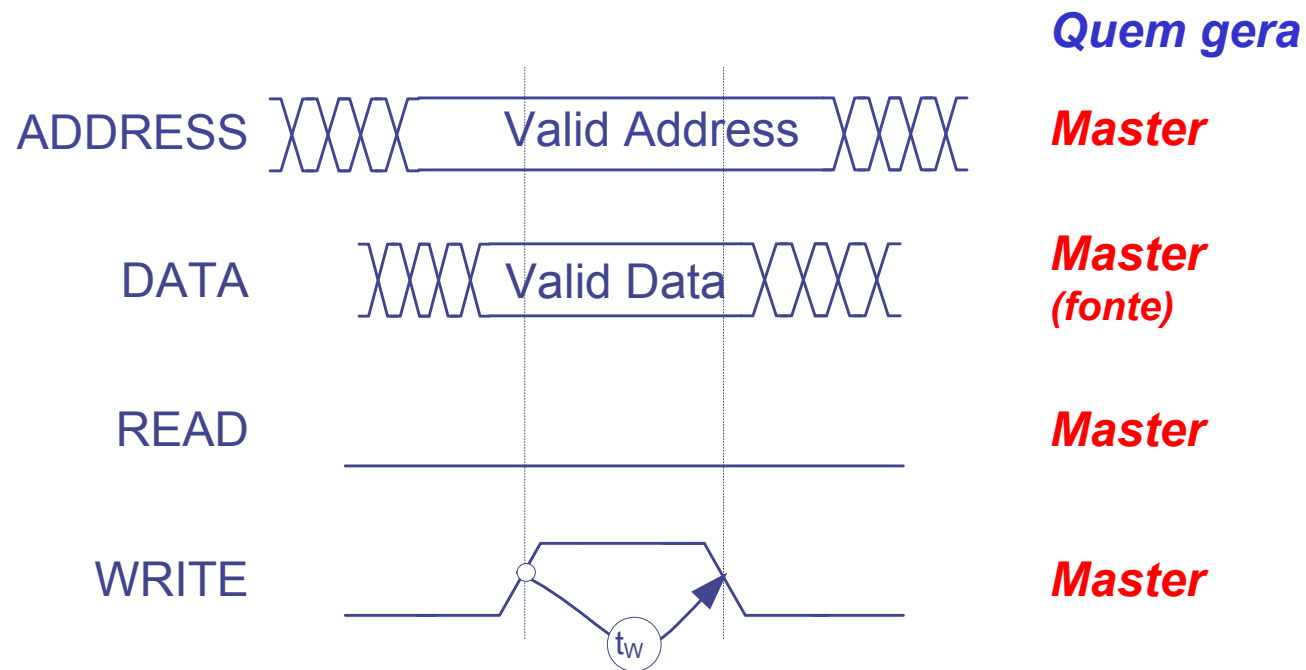 Quem gera
ADDRESS Valid Address Master
DATA Valid Data Master
(fonte)
READ Master
WRITE Master
tW